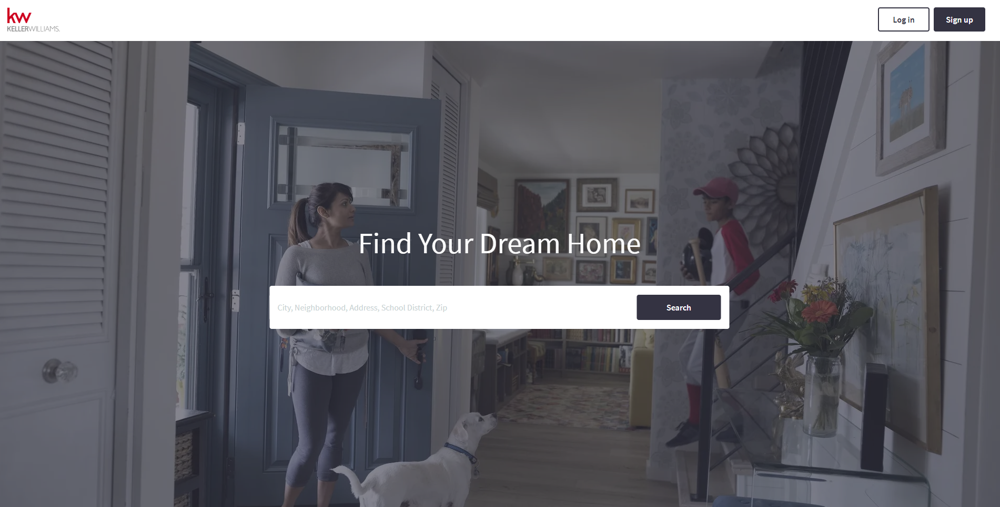 kw
KELLERWILLIAMS.
Log in
Sign up
Find Your Dream Home
City, Neighborhood, Address, School District, Zip
Search